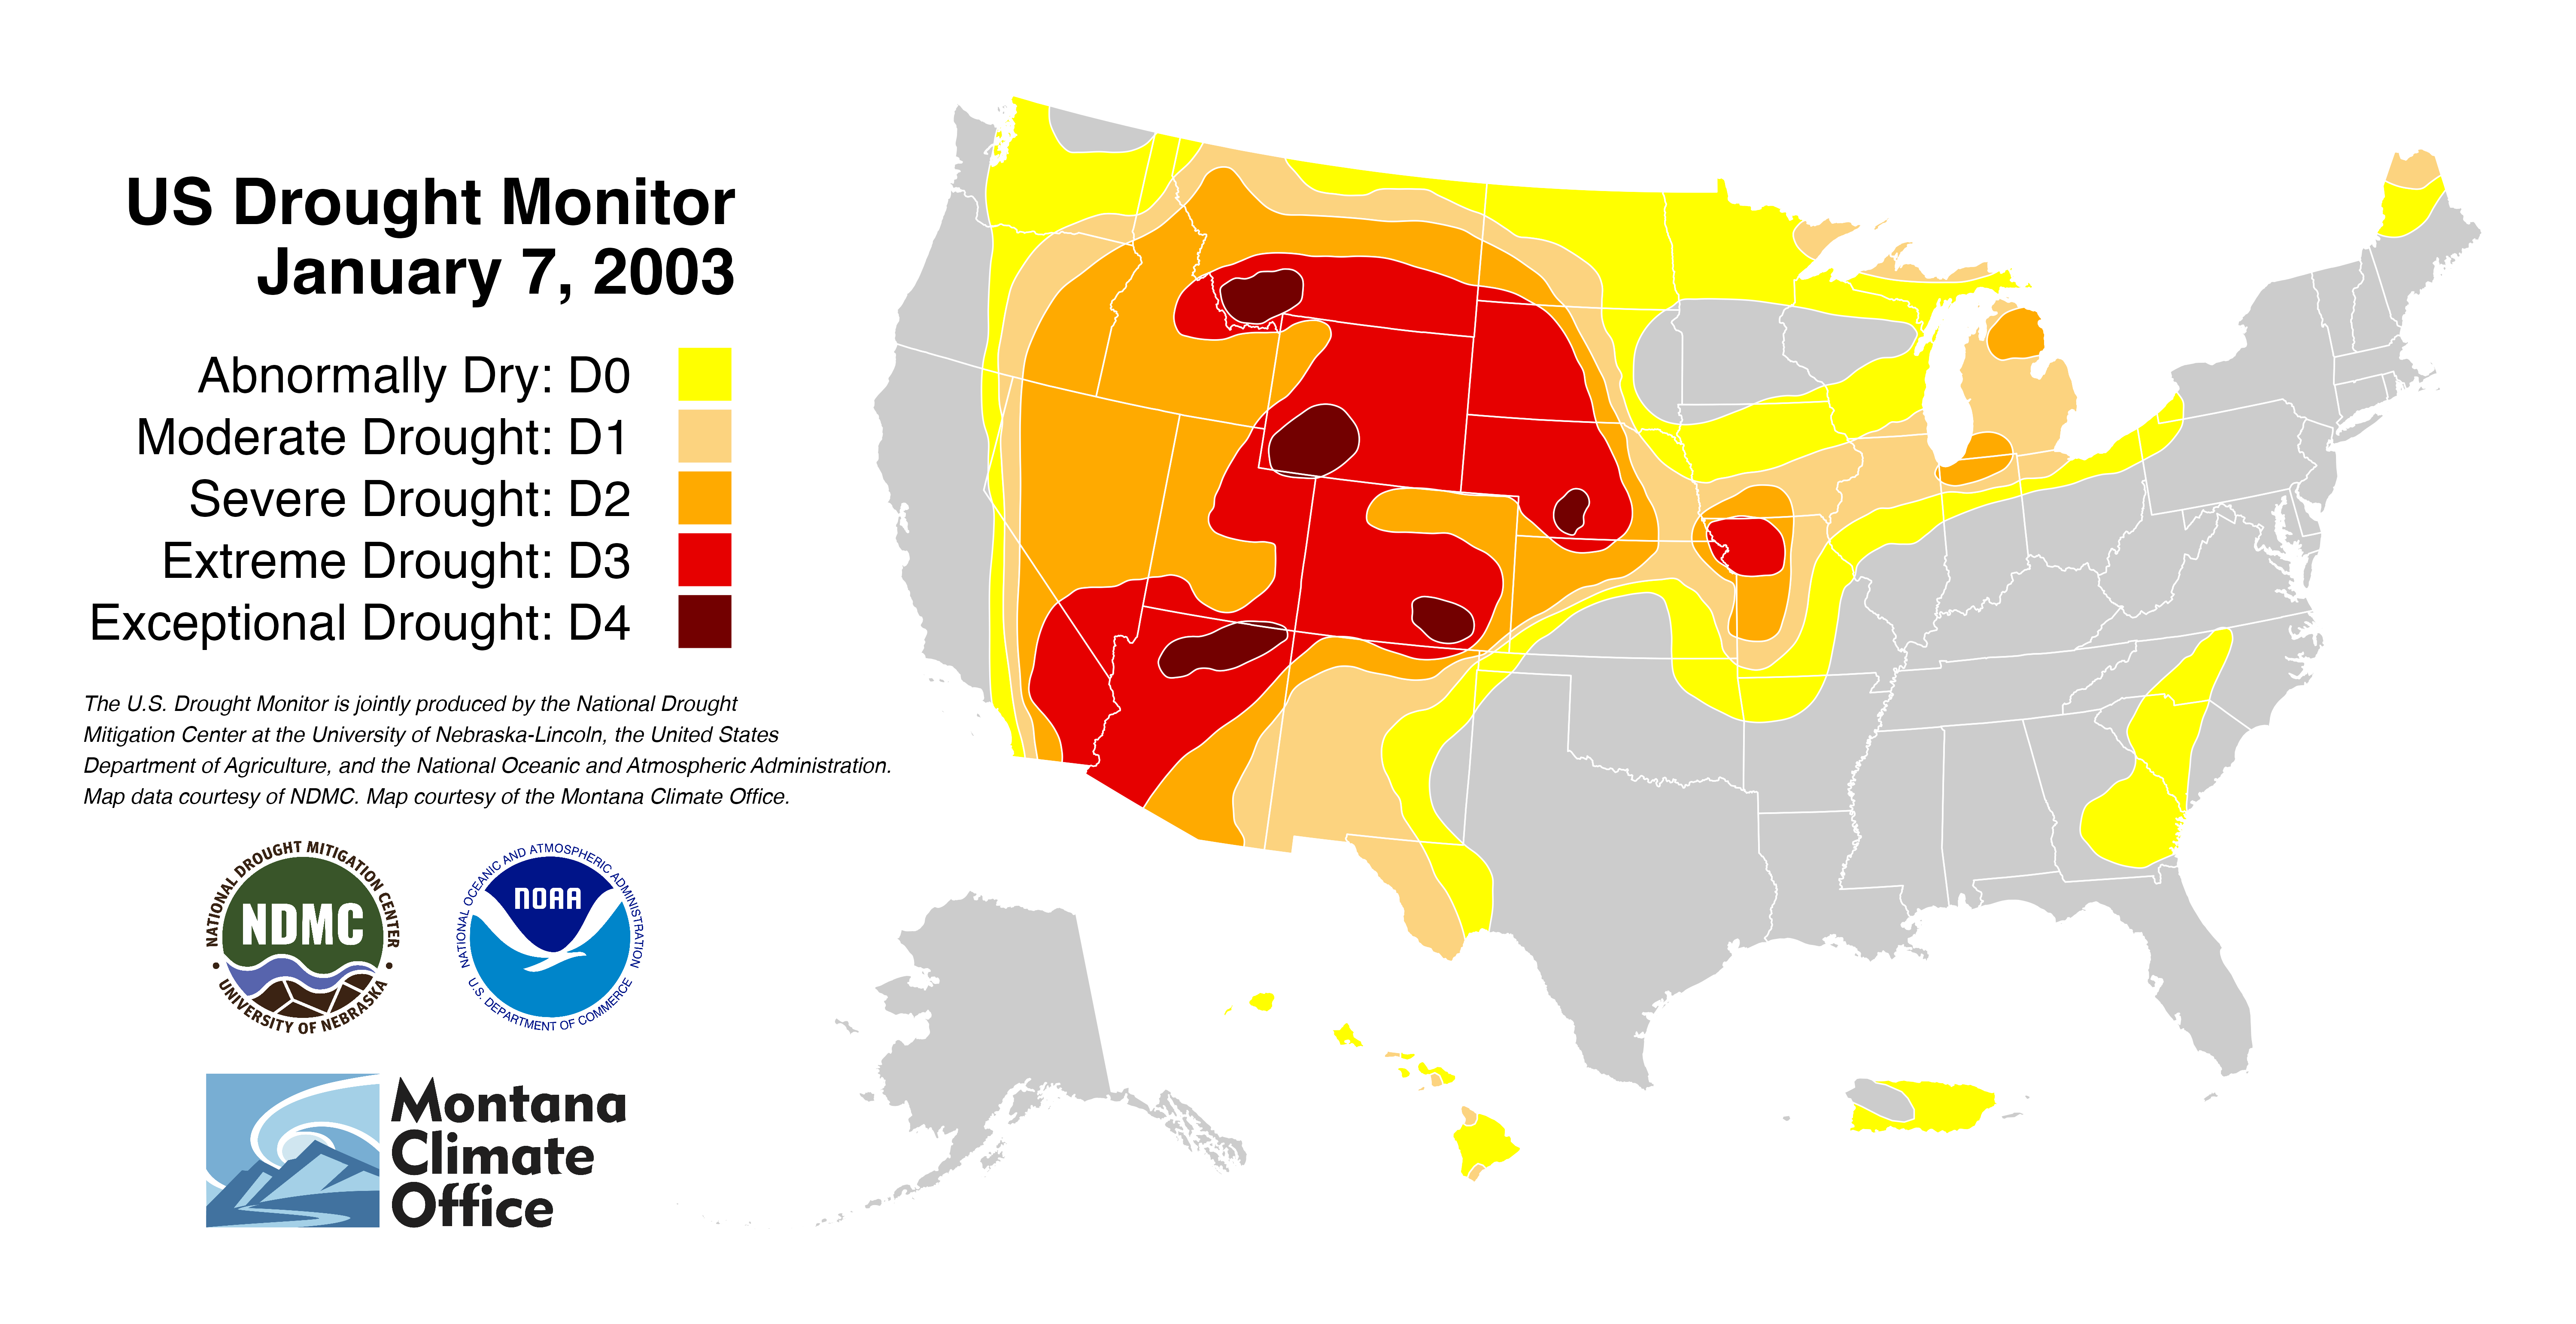 US Drought Monitor
January 7, 2003
Abnormally Dry: D0
Moderate Drought: D1
Severe Drought: D2
Extreme Drought: D3
Exceptional Drought: D4
The U.S. Drought Monitor is jointly produced by the National Drought
Mitigation Center at the University of Nebraska-Lincoln, the United States
Department of Agriculture, and the National Oceanic and Atmospheric Administration.
Map data courtesy of NDMC. Map courtesy of the Montana Climate Office.
NATIONAL DROUGHT MITIGATION CENTER
NDMC
• UNIVERSITY OF NEBRASKA •
NATIONAL OCEANIC AND ATMOSPHERIC ADMINISTRATION
NOAA
U.S. DEPARTMENT OF COMMERCE
Montana
Climate
Office